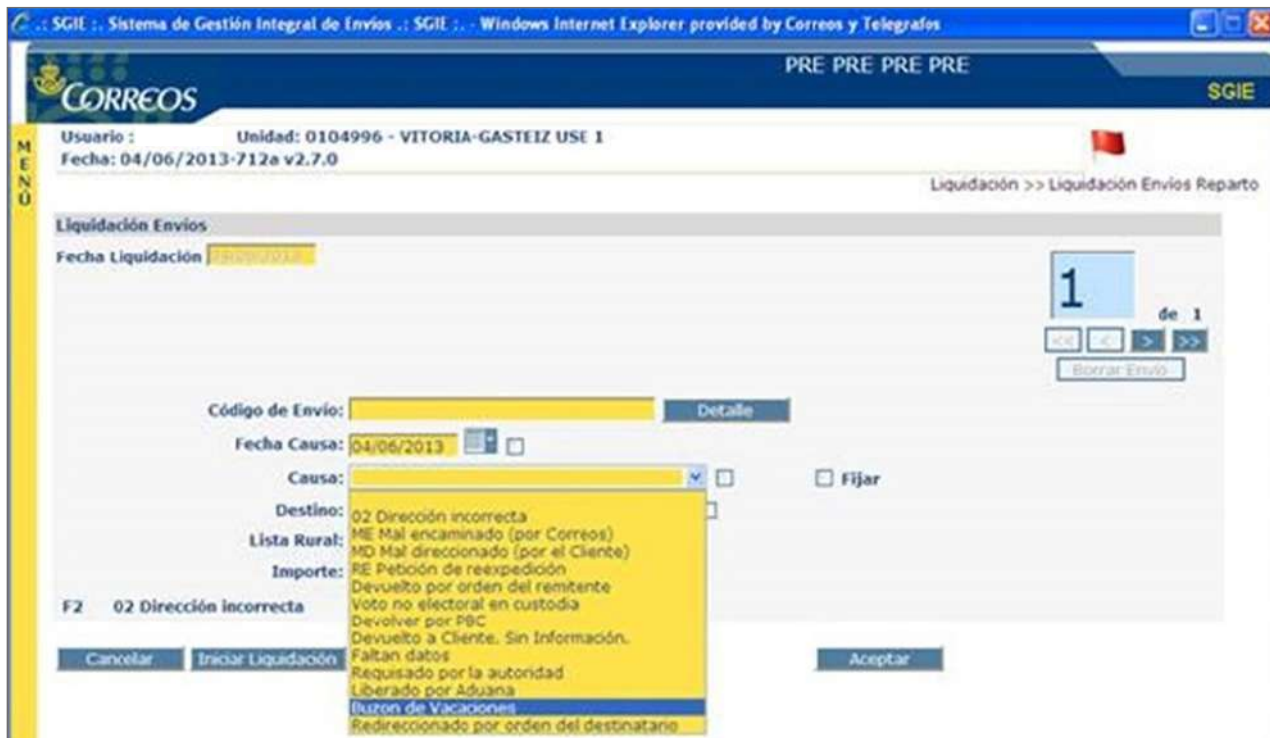 .: SGIE :. Sistema de Gestión Integral de Envíos .: SGIE :. - Windows Internet Explorer provided by Correos y Telegrafos
PRE PRE PRE PRE
CORREOS
SGIE
MENÚ
Usuario : Unidad: 0104996 - VITORIA-GASTEIZ USE 1
Fecha: 04/06/2013-712a v2.7.0
Liquidación >> Liquidación Envíos Reparto
Liquidación Envíos
Fecha Liquidación
1
de 1
<< < > >>
Borrar Envío
Código de Envío: Detalle
Fecha Causa: 04/06/2013
Causa: Fijar
Destino:
02 Dirección incorrecta
ME Mal encaminado (por Correos)
Lista Rural:
MD Mal direccionado (por el Cliente)
RE Petición de reexpedición
Importe:
Devuelto por orden del remitente
Voto no electoral en custodia
F2 02 Dirección incorrecta
Devolver por PBC
Devuelto a Cliente. Sin Información.
Faltan datos
Cancelar Iniciar Liquidación Aceptar
Requisado por la autoridad
Liberado por Aduana
Buzon de Vacaciones
Redireccionado por orden del destinatario